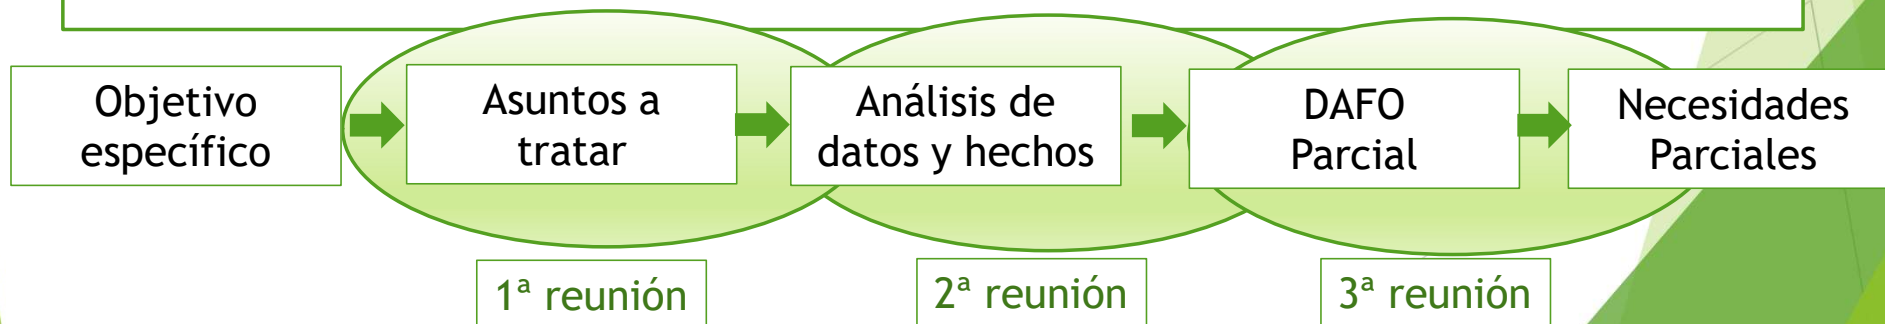 Objetivo
específico
Asuntos a
tratar
Análisis de
datos y hechos
DAFO
Parcial
Necesidades
Parciales
1ª reunión
2ª reunión
3ª reunión